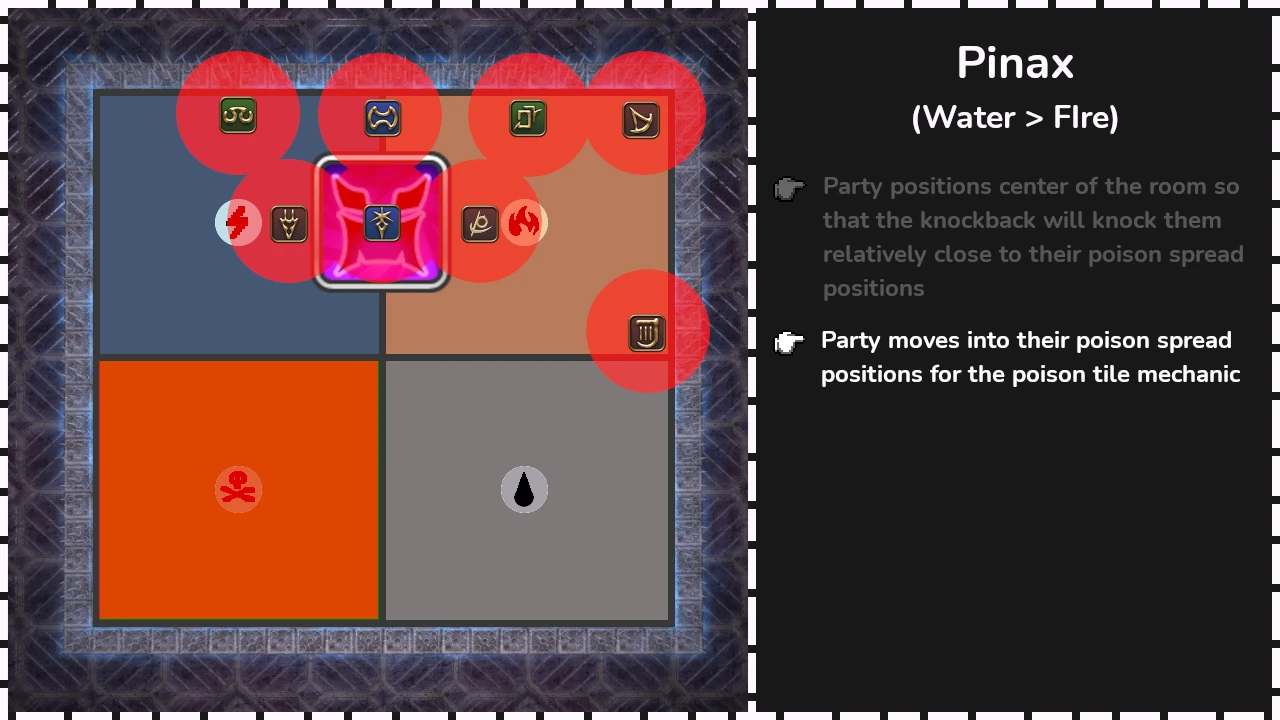 Pinax
(Water > FIre)
Party positions center of the room so
that the knockback will knock them
relatively close to their poison spread
positions
Party moves into their poison spread
positions for the poison tile mechanic